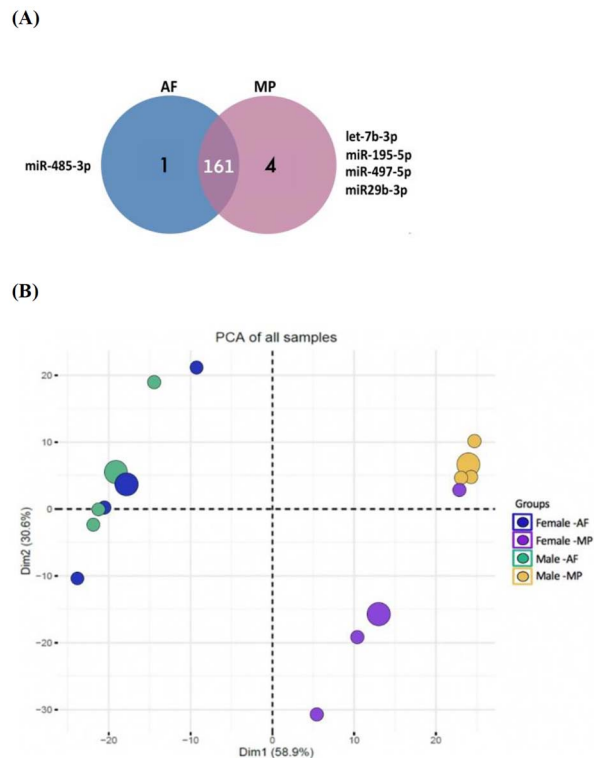 (A)
AF MP
miR-485-3p
1 161 4
let-7b-3p
miR-195-5p
miR-497-5p
miR29b-3p
(B)
PCA of all samples
20
10
0
−10
−20
−30
Dim2 (30.6%)
−20 −10 0 10 20
Dim1 (58.9%)
Groups
Female -AF
Female -MP
Male -AF
Male -MP